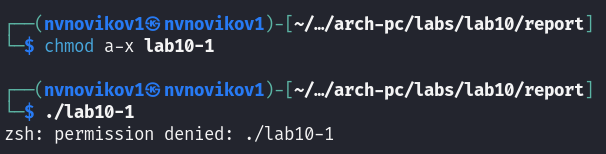 ┌──(nvnovikov1㉿nvnovikov1)-[~/…/arch-pc/labs/lab10/report]
└─$ chmod a-x lab10-1
┌──(nvnovikov1㉿nvnovikov1)-[~/…/arch-pc/labs/lab10/report]
└─$ ./lab10-1
zsh: permission denied: ./lab10-1